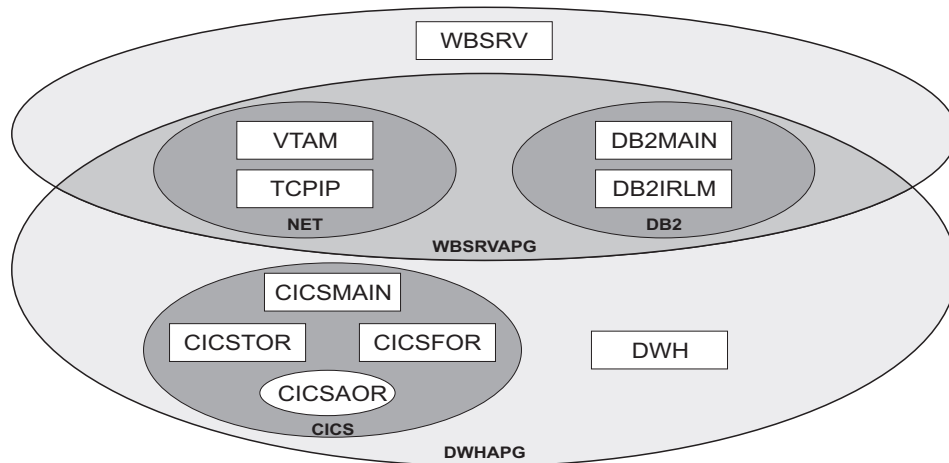 WBSRV
VTAM
DB2MAIN
TCPIP
DB2IRLM
NET
DB2
WBSRVAPG
CICSMAIN
CICSTOR
CICSFOR
DWH
CICSAOR
CICS
DWHAPG